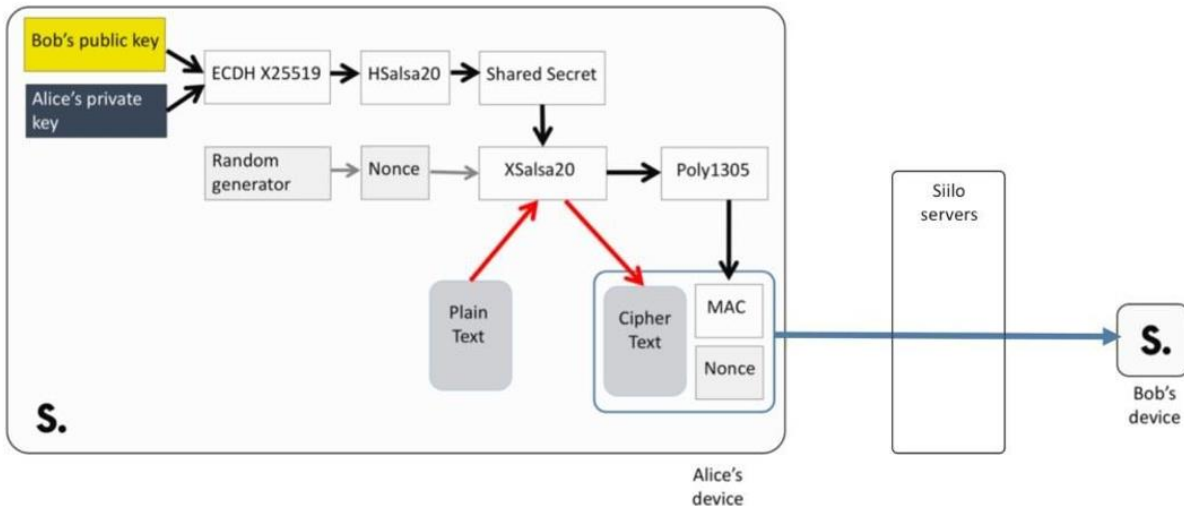 Bob's public key
Alice's private
key
ECDH X25519
HSalsa20
Shared Secret
Random
generator
Nonce
XSalsa20
Poly1305
Plain
Text
Cipher
Text
MAC
Nonce
S.
Alice's
device
Siilo
servers
S.
Bob's
device